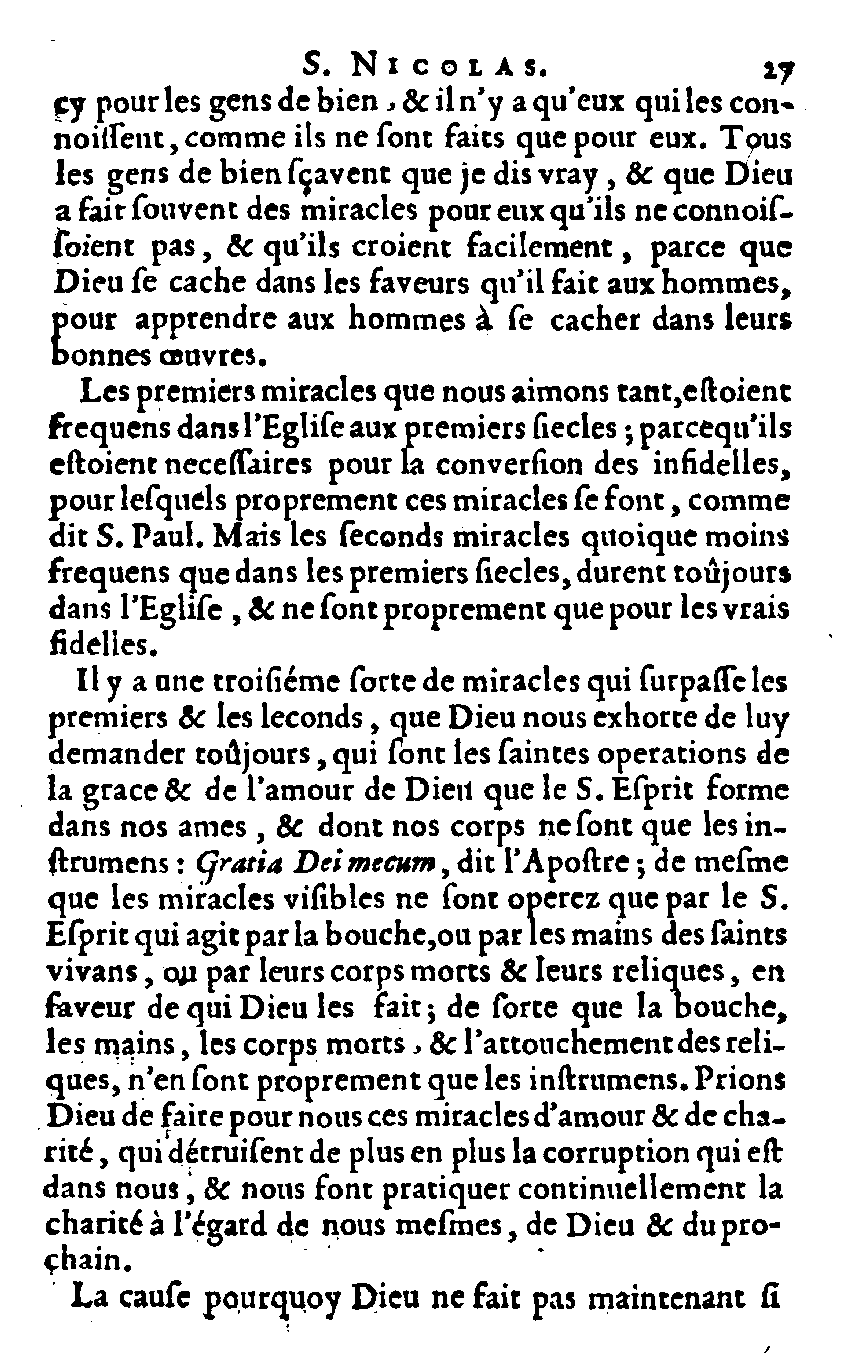 S. NICOLAS. 27
cy pour les gens de bien, & il n'y a qu'eux qui les con-
noissent, comme ils ne ſont faits que pour eux. Tous
les gens de bien ſçavent que je dis vray, & que Dieu
a fait ſouvent des miracles pour eux qu'ils ne connoiſ-
ſoient pas, & qu'ils croient facilement, parce que
Dieu ſe cache dans les faveurs qu'il fait aux hommes,
pour apprendre aux hommes à ſe cacher dans leurs
bonnes œuvres.
Les premiers miracles que nous aimons tant, eſtoient
frequens dans l'Egliſe aux premiers ſiecles; parcequ'ils
eſtoient neceſſaires pour la converſion des infidelles,
pour leſquels proprement ces miracles ſe font, comme
dit S. Paul. Mais les ſeconds miracles quoique moins
frequens que dans les premiers ſiecles, durent toûjours
dans l'Egliſe, & ne ſont proprement que pour les vrais
fidelles.
Il y a une troiſiéme ſorte de miracles qui ſurpaſſe les
premiers & les leconds, que Dieu nous exhorte de luy
demander toûjours, qui ſont les ſaintes operations de
la grace & de l'amour de Dieu que le S. Eſprit forme
dans nos ames, & dont nos corps ne ſont que les in-
ſtrumens: Gratia Dei mecum, dit l'Apoſtre; de meſme
que les miracles viſibles ne ſont operez que par le S.
Eſprit qui agit par la bouche, ou par les mains des ſaints
vivans, ou par leurs corps morts & leurs reliques, en
faveur de qui Dieu les fait; de ſorte que la bouche,
les mains, les corps morts, & l'attouchement des reli-
ques, n'en ſont proprement que les inſtrumens. Prions
Dieu de faire pour nous ces miracles d'amour & de cha-
rité, qui détruiſent de plus en plus la corruption qui eſt
dans nous, & nous font pratiquer continuellement la
charité à l'égard de nous meſmes, de Dieu & du pro-
chain.
La cauſe pourquoy Dieu ne fait pas maintenant ſi